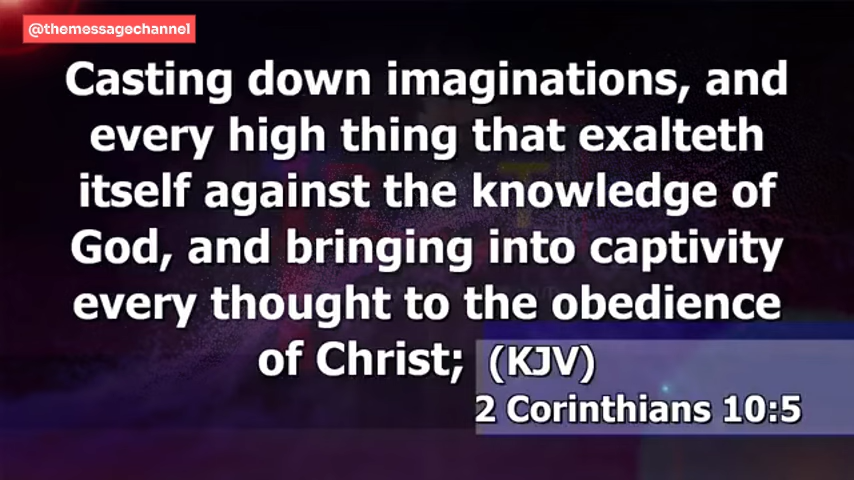 @themessagechannel
Casting down imaginations, and
every high thing that exalteth
itself against the knowledge of
God, and bringing into captivity
every thought to the obedience
of Christ; (KJV)
2 Corinthians 10:5